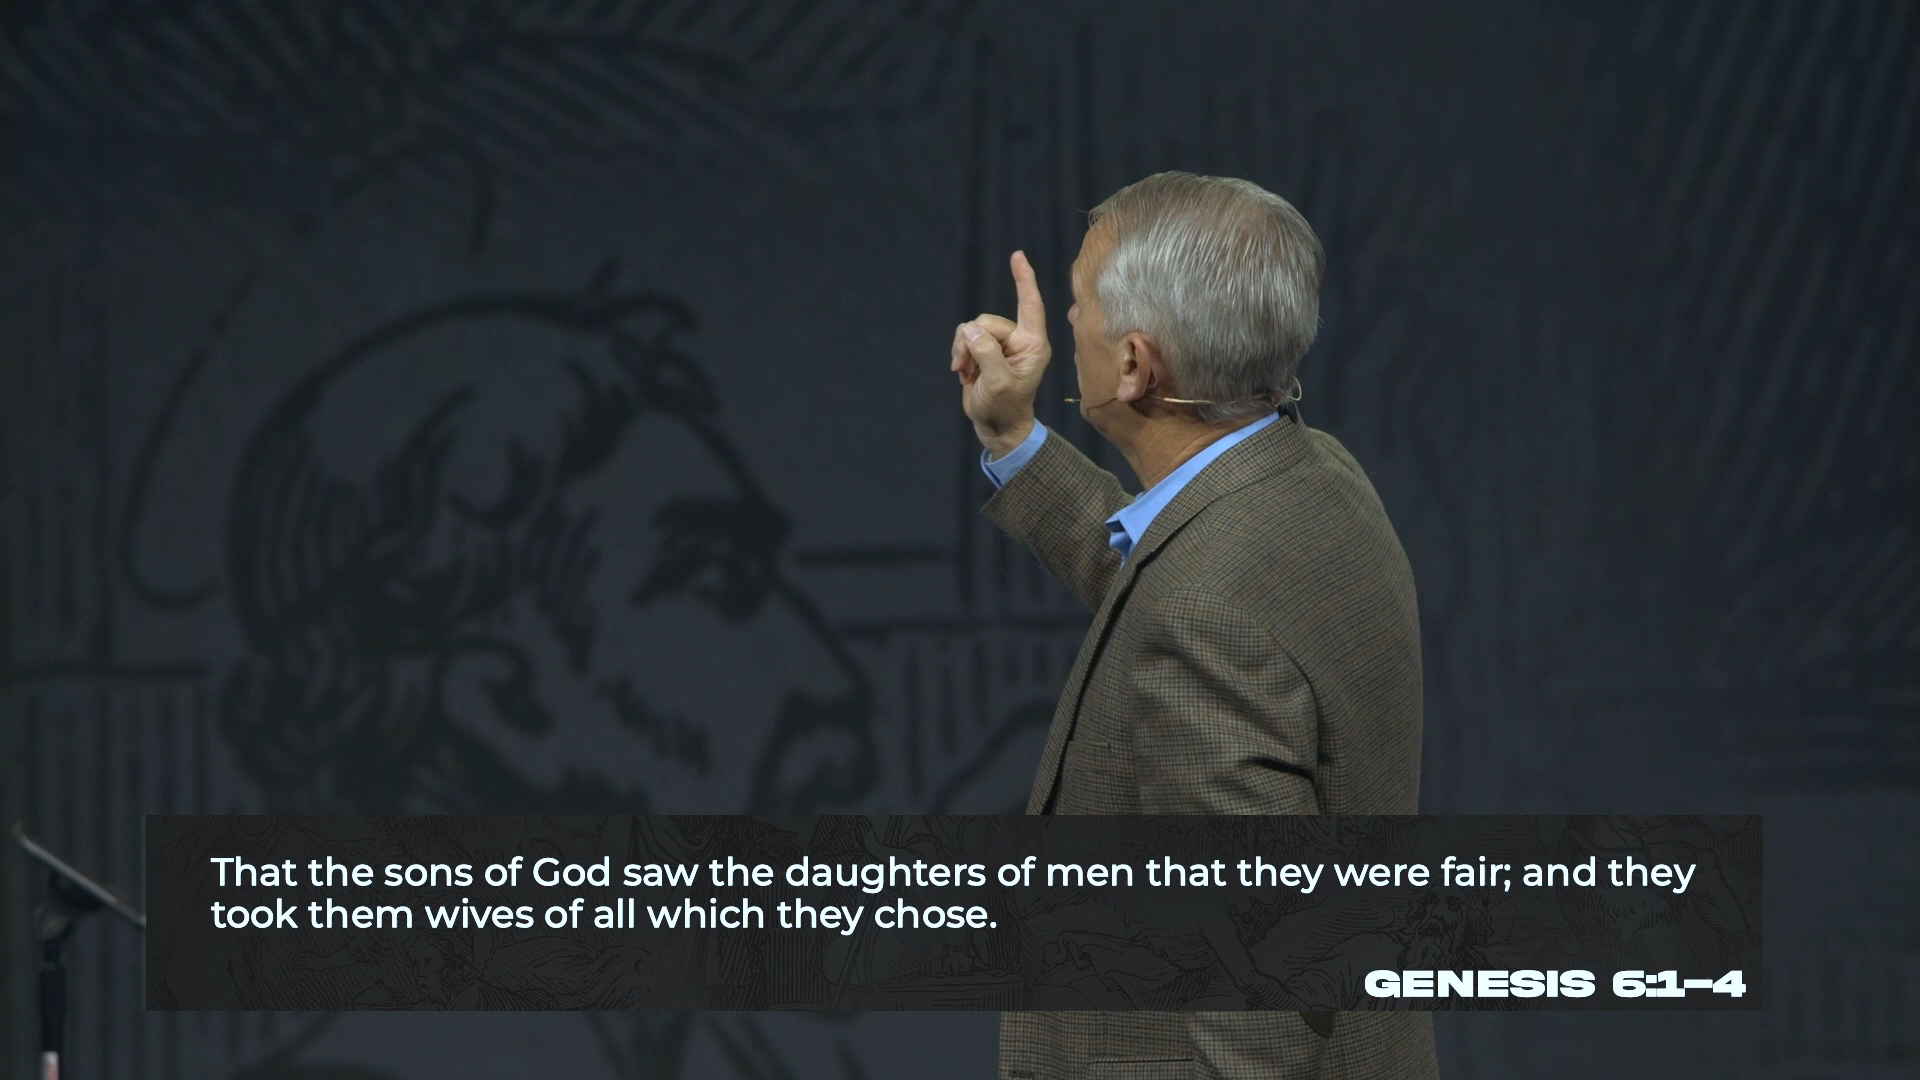 That the sons of God saw the daughters of men that they were fair; and they
took them wives of all which they chose.
GENESIS 6:1–4